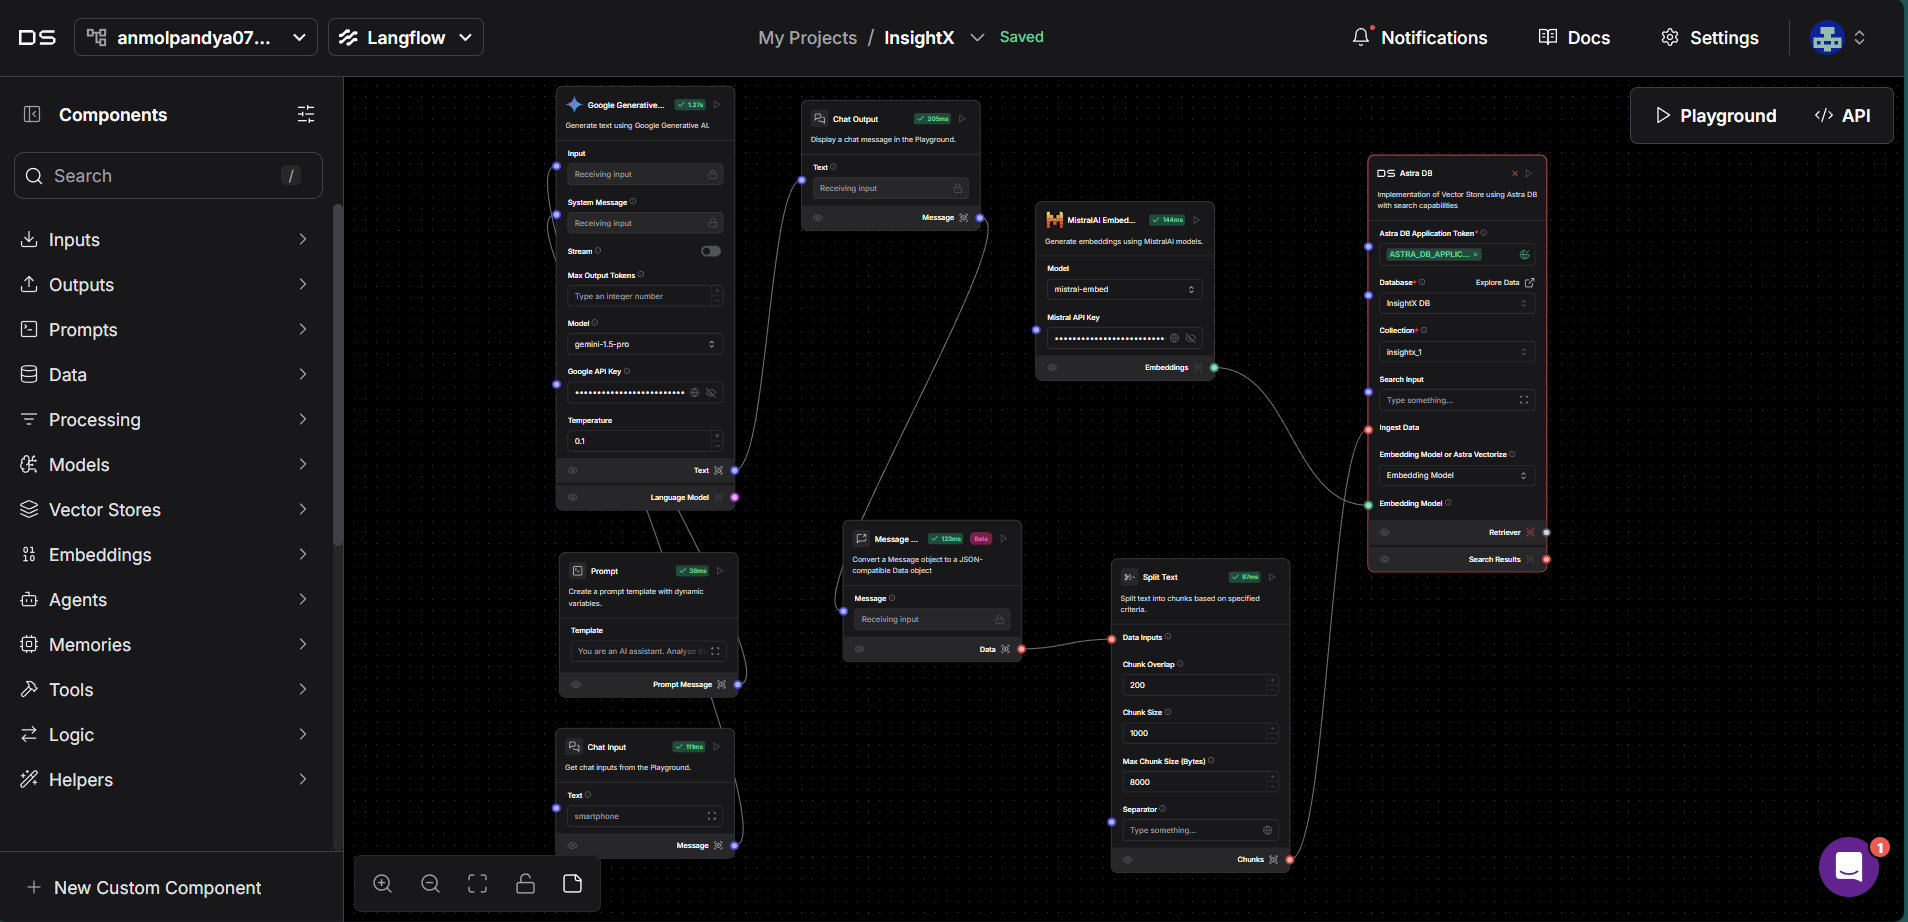 DS
anmolpandya07...
Langflow
My Projects / InsightX
Saved
Notifications
Docs
Settings
Components
Search
/
Inputs
Outputs
Prompts
Data
Processing
Models
Vector Stores
Embeddings
Agents
Memories
Tools
Logic
Helpers
New Custom Component
Playground
API
Google Generative...
1.27s
Generate text using Google Generative AI.
Input
Receiving input
System Message
Receiving input
Stream
Max Output Tokens
Type an integer number
Model
gemini-1.5-pro
Google API Key
•••••••••••••••••••••••••
Temperature
0.1
Text
Language Model
Prompt
38ms
Create a prompt template with dynamic
variables.
Template
You are an AI assistant. Analyze the
Prompt Message
Chat Input
111ms
Get chat inputs from the Playground.
Text
smartphone
Message
Chat Output
205ms
Display a chat message in the Playground.
Text
Receiving input
Message
Message ...
123ms
Beta
Convert a Message object to a JSON-
compatible Data object
Message
Receiving input
Data
MistralAI Embed...
144ms
Generate embeddings using MistralAI models.
Model
mistral-embed
Mistral API Key
•••••••••••••••••••••••••
Embeddings
Split Text
97ms
Split text into chunks based on specified
criteria.
Data Inputs
Chunk Overlap
200
Chunk Size
1000
Max Chunk Size (Bytes)
8000
Separator
Type something...
Chunks
DS Astra DB
Implementation of Vector Store using Astra DB
with search capabilities
Astra DB Application Token*
ASTRA_DB_APPLIC... ×
Database*
Explore Data
InsightX DB
Collection*
insightx_1
Search Input
Type something...
Ingest Data
Embedding Model or Astra Vectorize
Embedding Model
Embedding Model
Retriever
Search Results
1